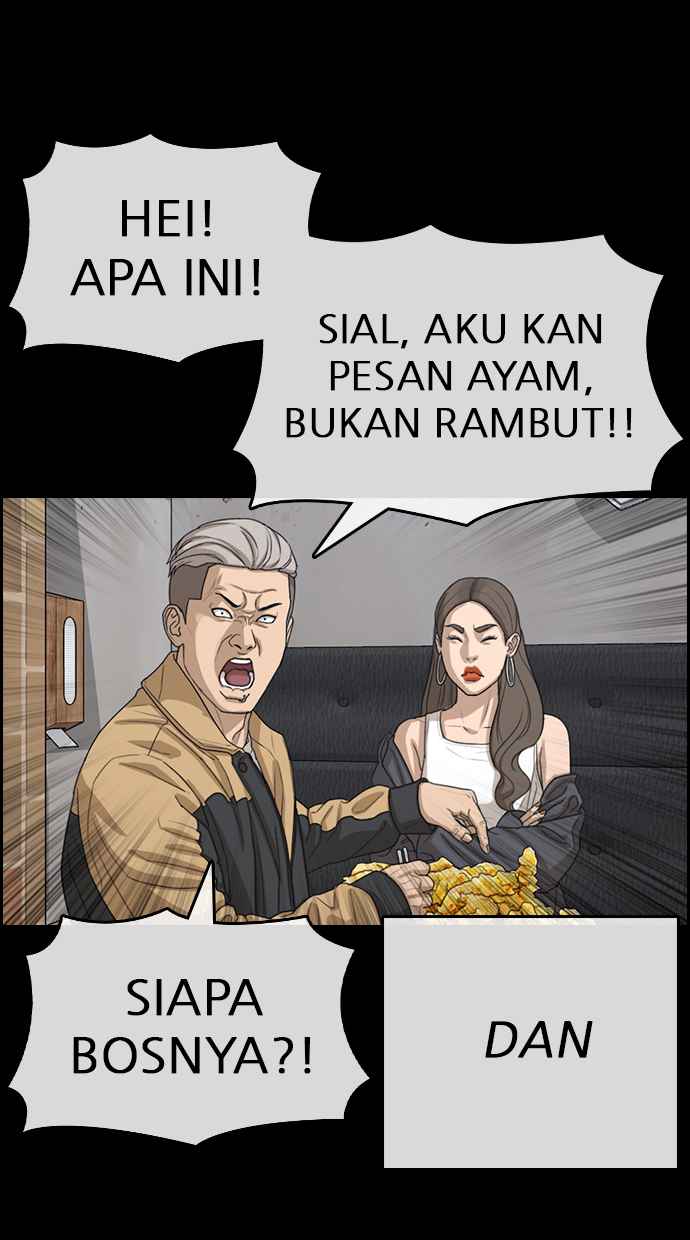 HEI!
APA INI!
SIAL, AKU KAN
PESAN AYAM,
BUKAN RAMBUT!!
SIAPA
BOSNYA?!
DAN